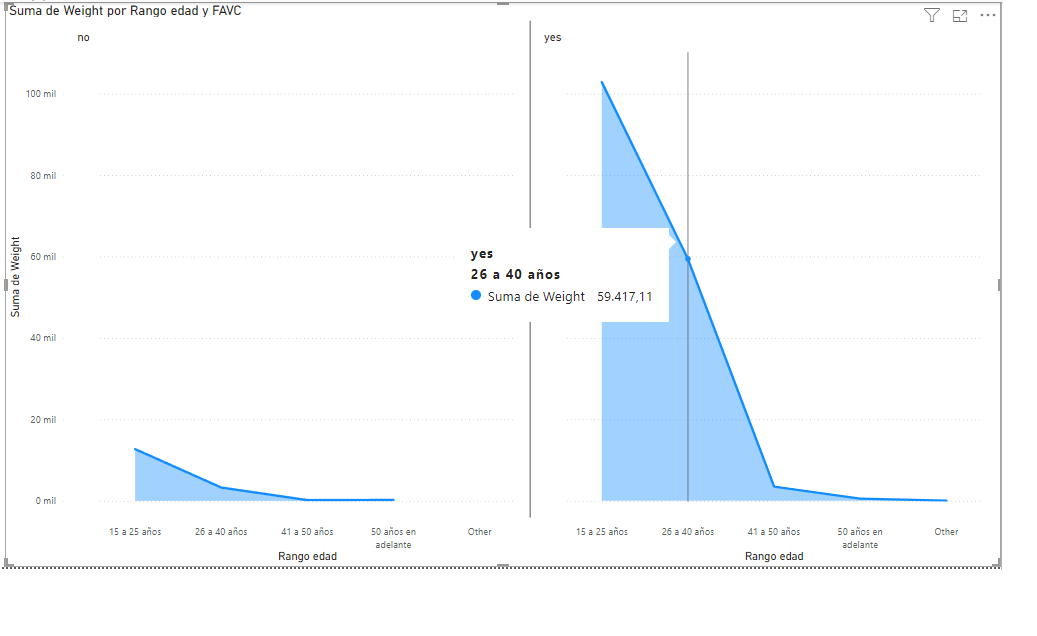 Suma de Weight por Rango edad y FAVC
no
yes
Suma de Weight
100 mil
80 mil
60 mil
40 mil
20 mil
0 mil
yes
26 a 40 años
Suma de Weight 59.417,11
15 a 25 años
26 a 40 años
41 a 50 años
50 años en
adelante
Other
Rango edad
15 a 25 años
26 a 40 años
41 a 50 años
50 años en
adelante
Other
Rango edad